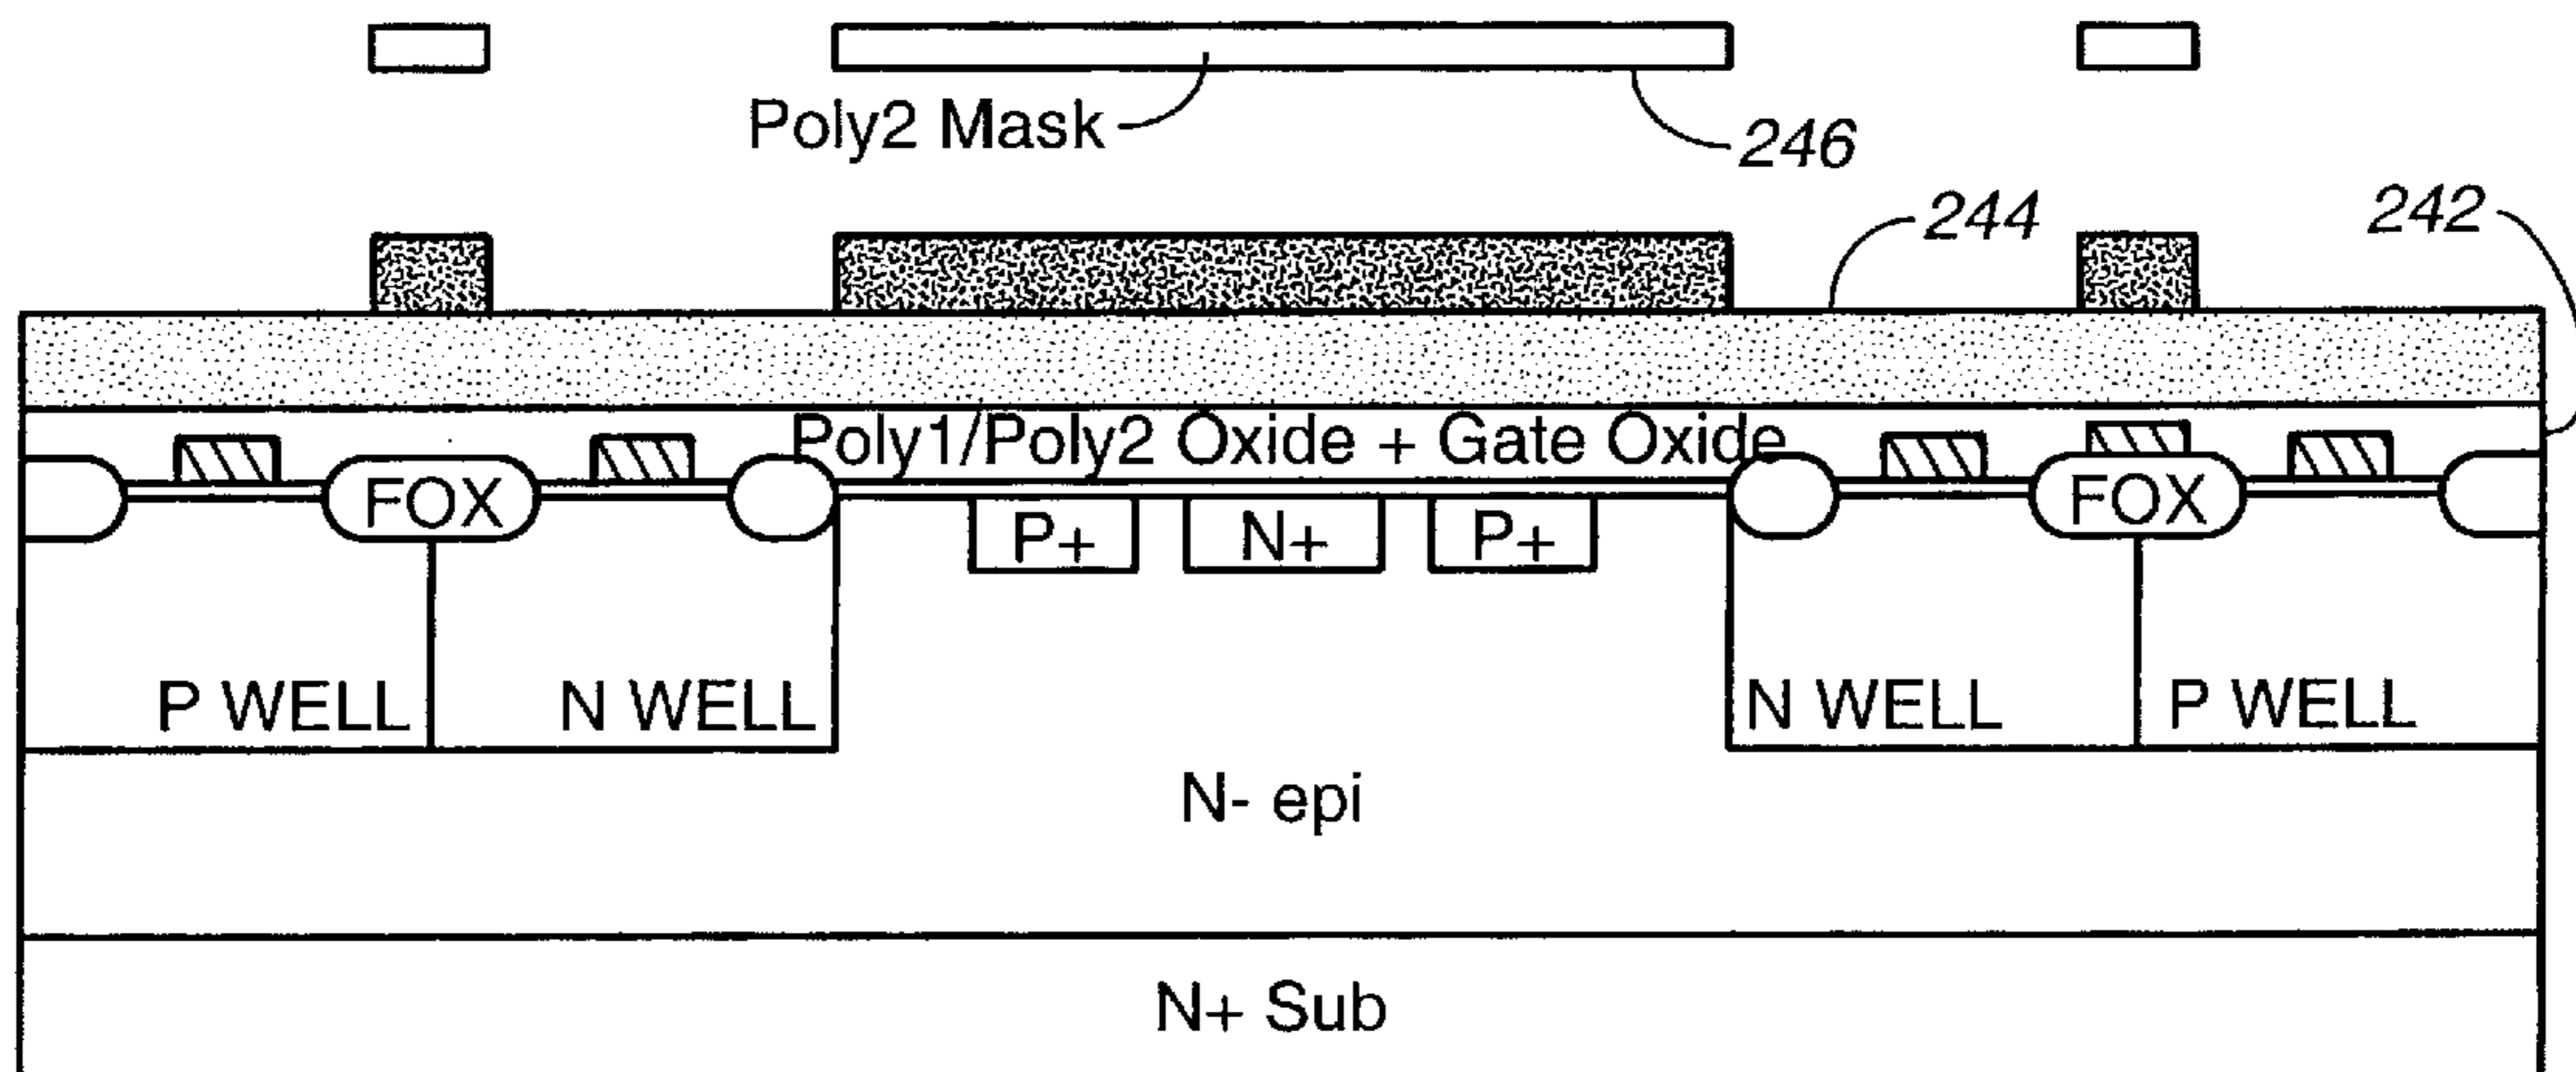 Poly2 Mask
246
244
242
Poly1/Poly2 Oxide + Gate Oxide
FOX
FOX
P+
N+
P+
P WELL
N WELL
N WELL
P WELL
N- epi
N+ Sub